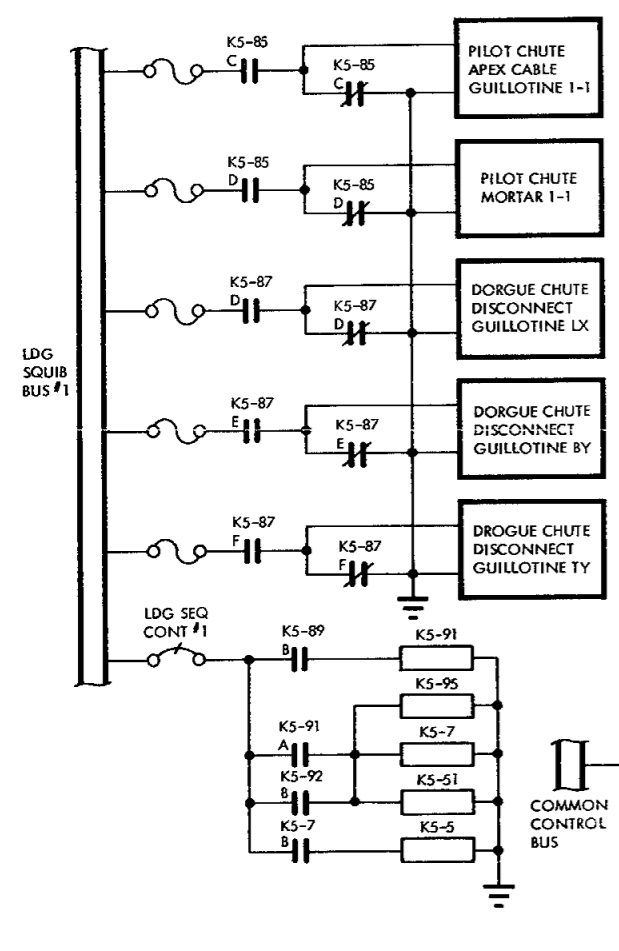 K5-85
C
K5-85
C
PILOT CHUTE
APEX CABLE
GUILLOTINE 1-1
K5-85
D
K5-85
D
PILOT CHUTE
MORTAR 1-1
K5-87
D
K5-87
D
DORGUE CHUTE
DISCONNECT
GUILLOTINE LX
LDG
SQUIB
BUS #1
K5-87
E
K5-87
E
DORGUE CHUTE
DISCONNECT
GUILLOTINE BY
K5-87
F
K5-87
F
DROGUE CHUTE
DISCONNECT
GUILLOTINE TY
LDG SEQ
CONT #1
K5-89
B
K5-91
K5-95
K5-91
A
K5-7
K5-92
B
K5-51
K5-7
B
K5-5
COMMON
CONTROL
BUS